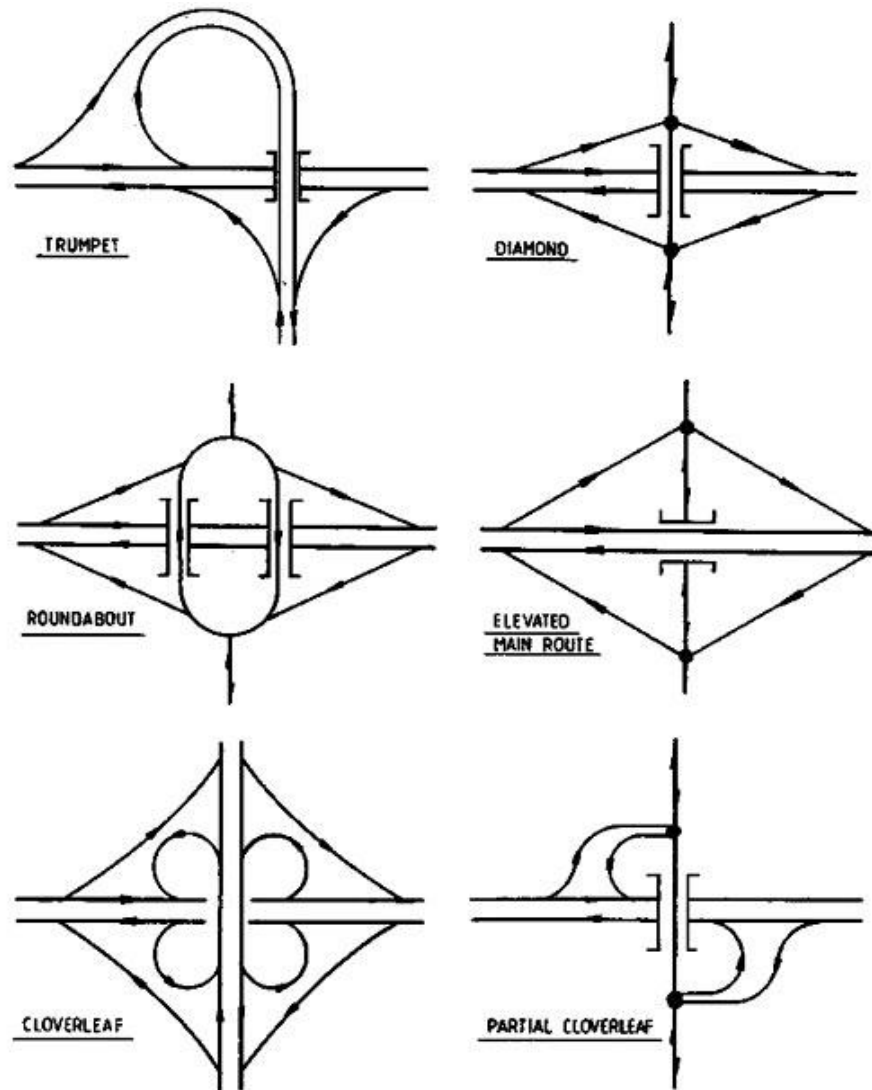 TRUMPET
DIAMOND
ROUNDABOUT
ELEVATED
MAIN ROUTE
CLOVERLEAF
PARTIAL CLOVERLEAF